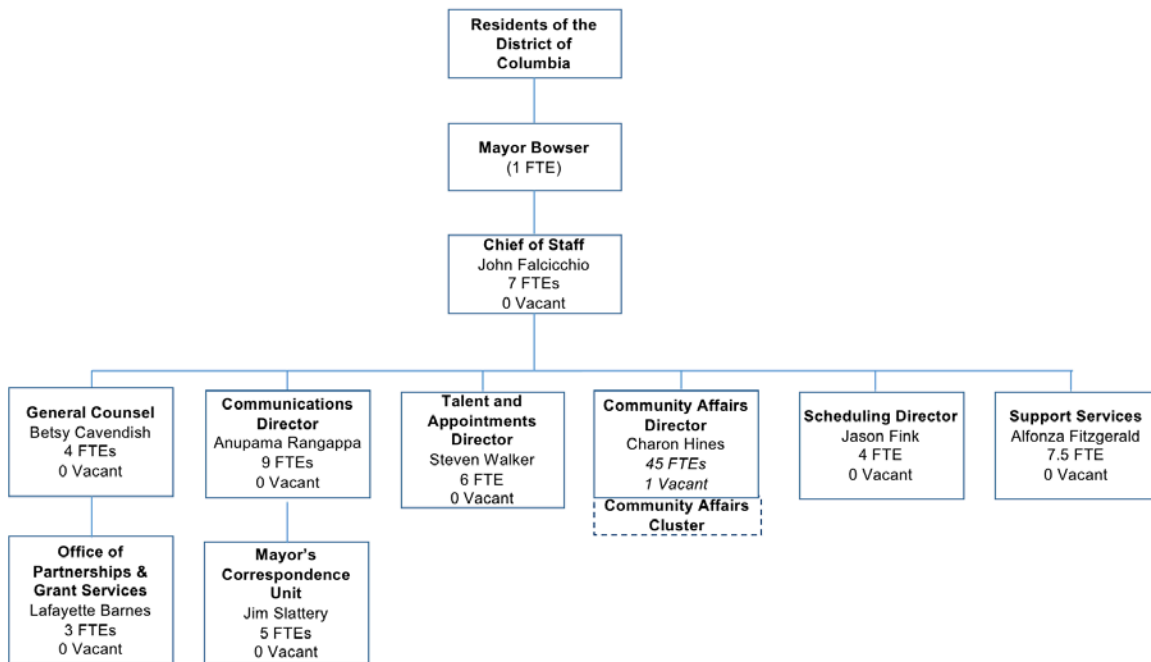 Residents of the
District of
Columbia
Mayor Bowser
(1 FTE)
Chief of Staff
John Falcicchio
7 FTEs
0 Vacant
General Counsel
Betsy Cavendish
4 FTEs
0 Vacant
Communications
Director
Anupama Rangappa
9 FTEs
0 Vacant
Talent and
Appointments
Director
Steven Walker
6 FTE
0 Vacant
Community Affairs
Director
Charon Hines
45 FTEs
1 Vacant
Community Affairs
Cluster
Scheduling Director
Jason Fink
4 FTE
0 Vacant
Support Services
Alfonza Fitzgerald
7.5 FTE
0 Vacant
Office of
Partnerships &
Grant Services
Lafayette Barnes
3 FTEs
0 Vacant
Mayor's
Correspondence
Unit
Jim Slattery
5 FTEs
0 Vacant